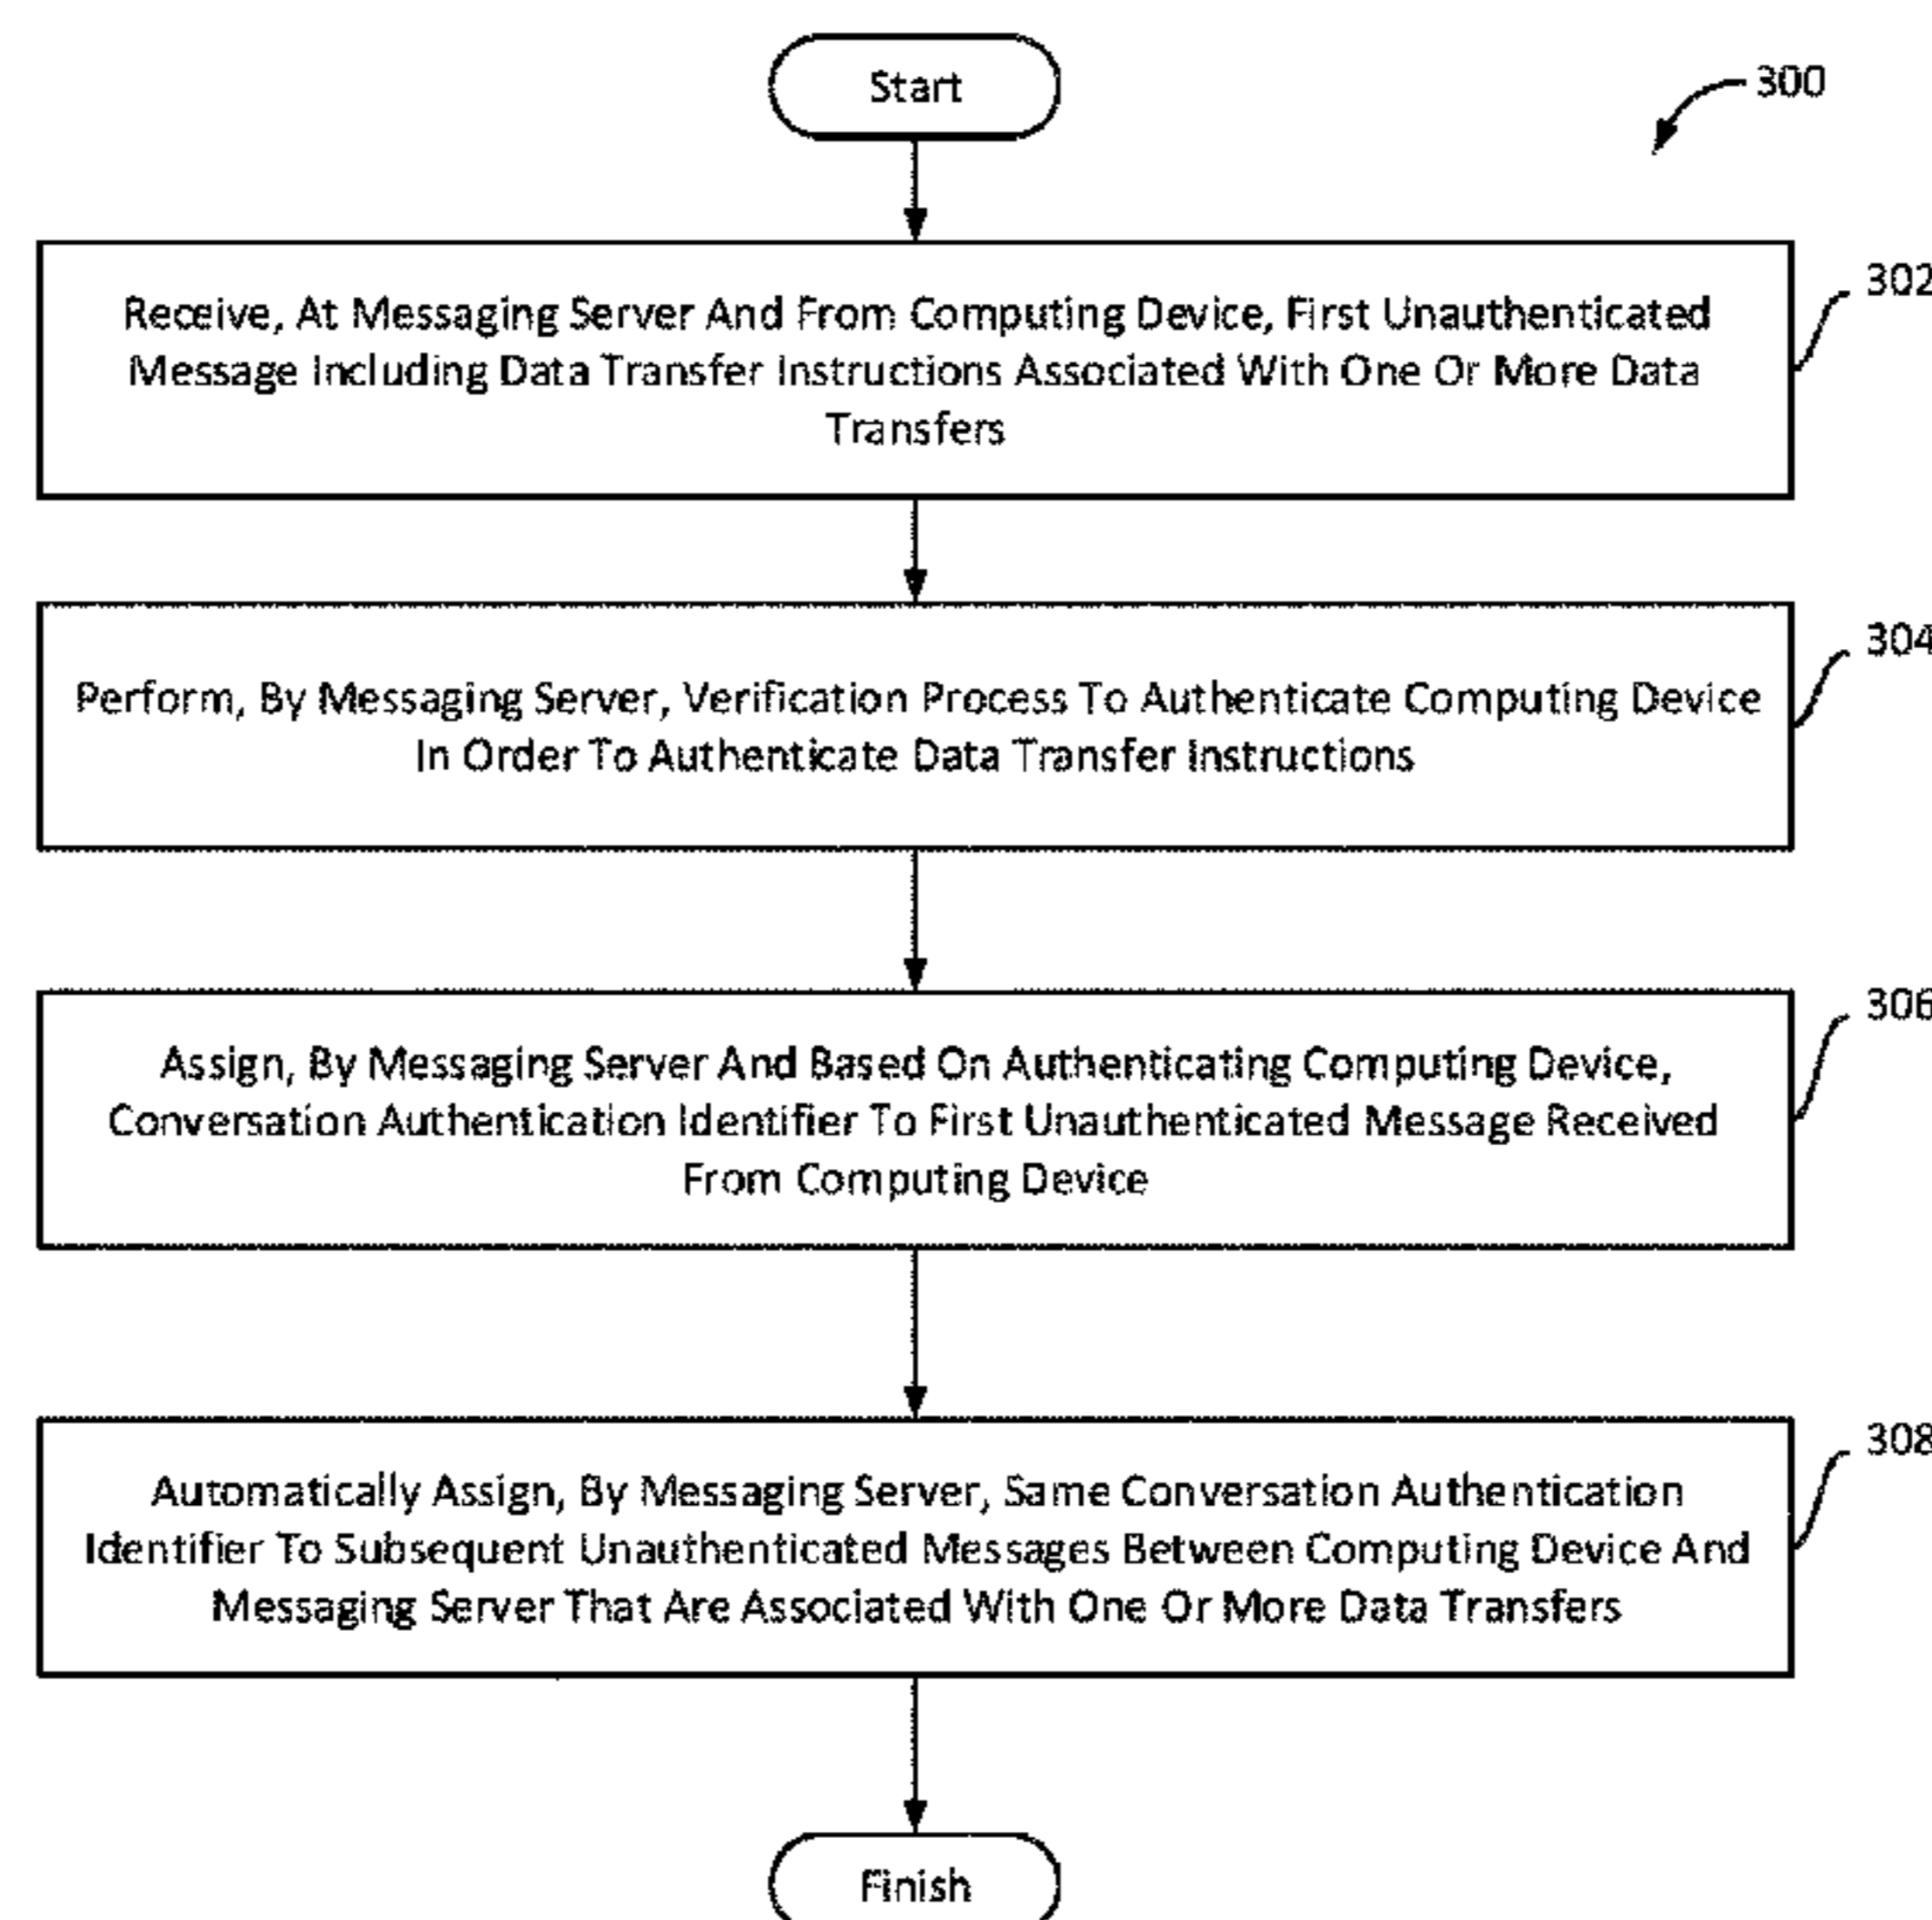 Start
300
Receive, At Messaging Server And From Computing Device, First Unauthenticated
Message Including Data Transfer Instructions Associated With One Or More Data
Transfers
302
Perform, By Messaging Server, Verification Process To Authenticate Computing Device
In Order To Authenticate Data Transfer Instructions
304
Assign, By Messaging Server And Based On Authenticating Computing Device,
Conversation Authentication Identifier To First Unauthenticated Message Received
From Computing Device
306
Automatically Assign, By Messaging Server, Same Conversation Authentication
Identifier To Subsequent Unauthenticated Messages Between Computing Device And
Messaging Server That Are Associated With One Or More Data Transfers
308
Finish